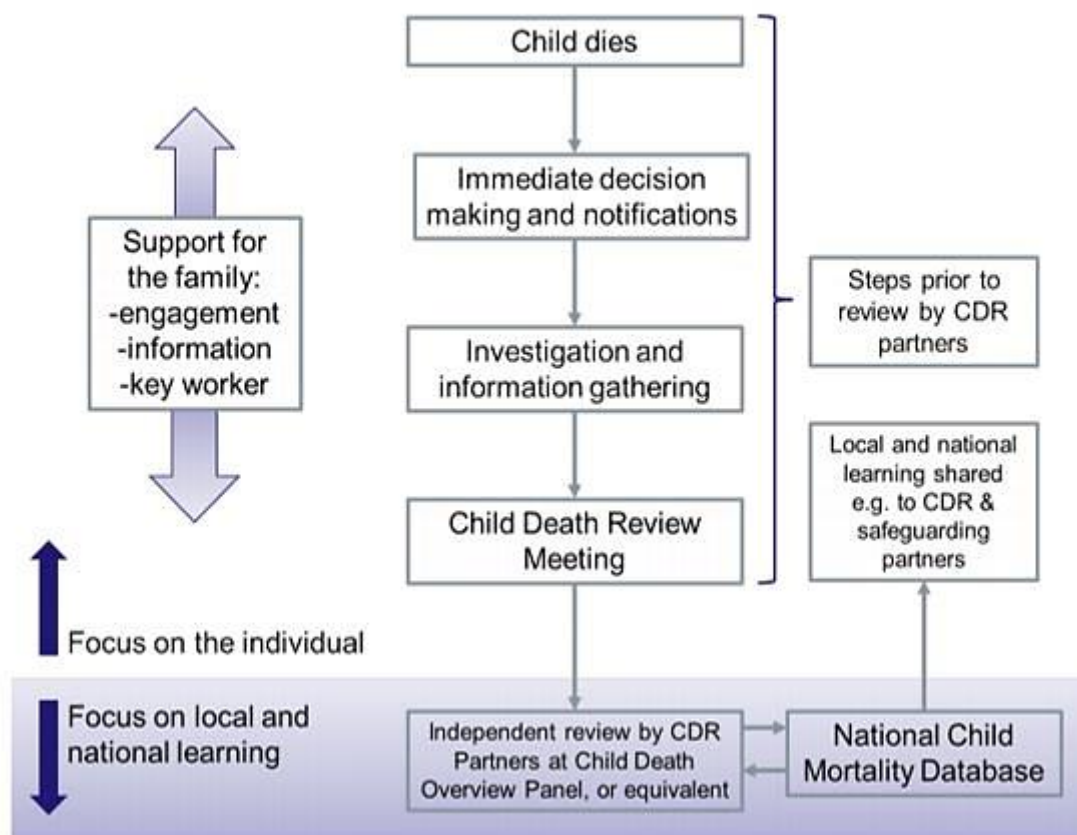 Child dies
Immediate decision
making and notifications
Support for
the family:
-engagement
-information
-key worker
Steps prior to
review by CDR
partners
Investigation and
information gathering
Local and national
learning shared
e.g. to CDR &
safeguarding
partners
Child Death Review
Meeting
Focus on the individual
Focus on local and
national learning
Independent review by CDR
Partners at Child Death
Overview Panel, or equivalent
National Child
Mortality Database